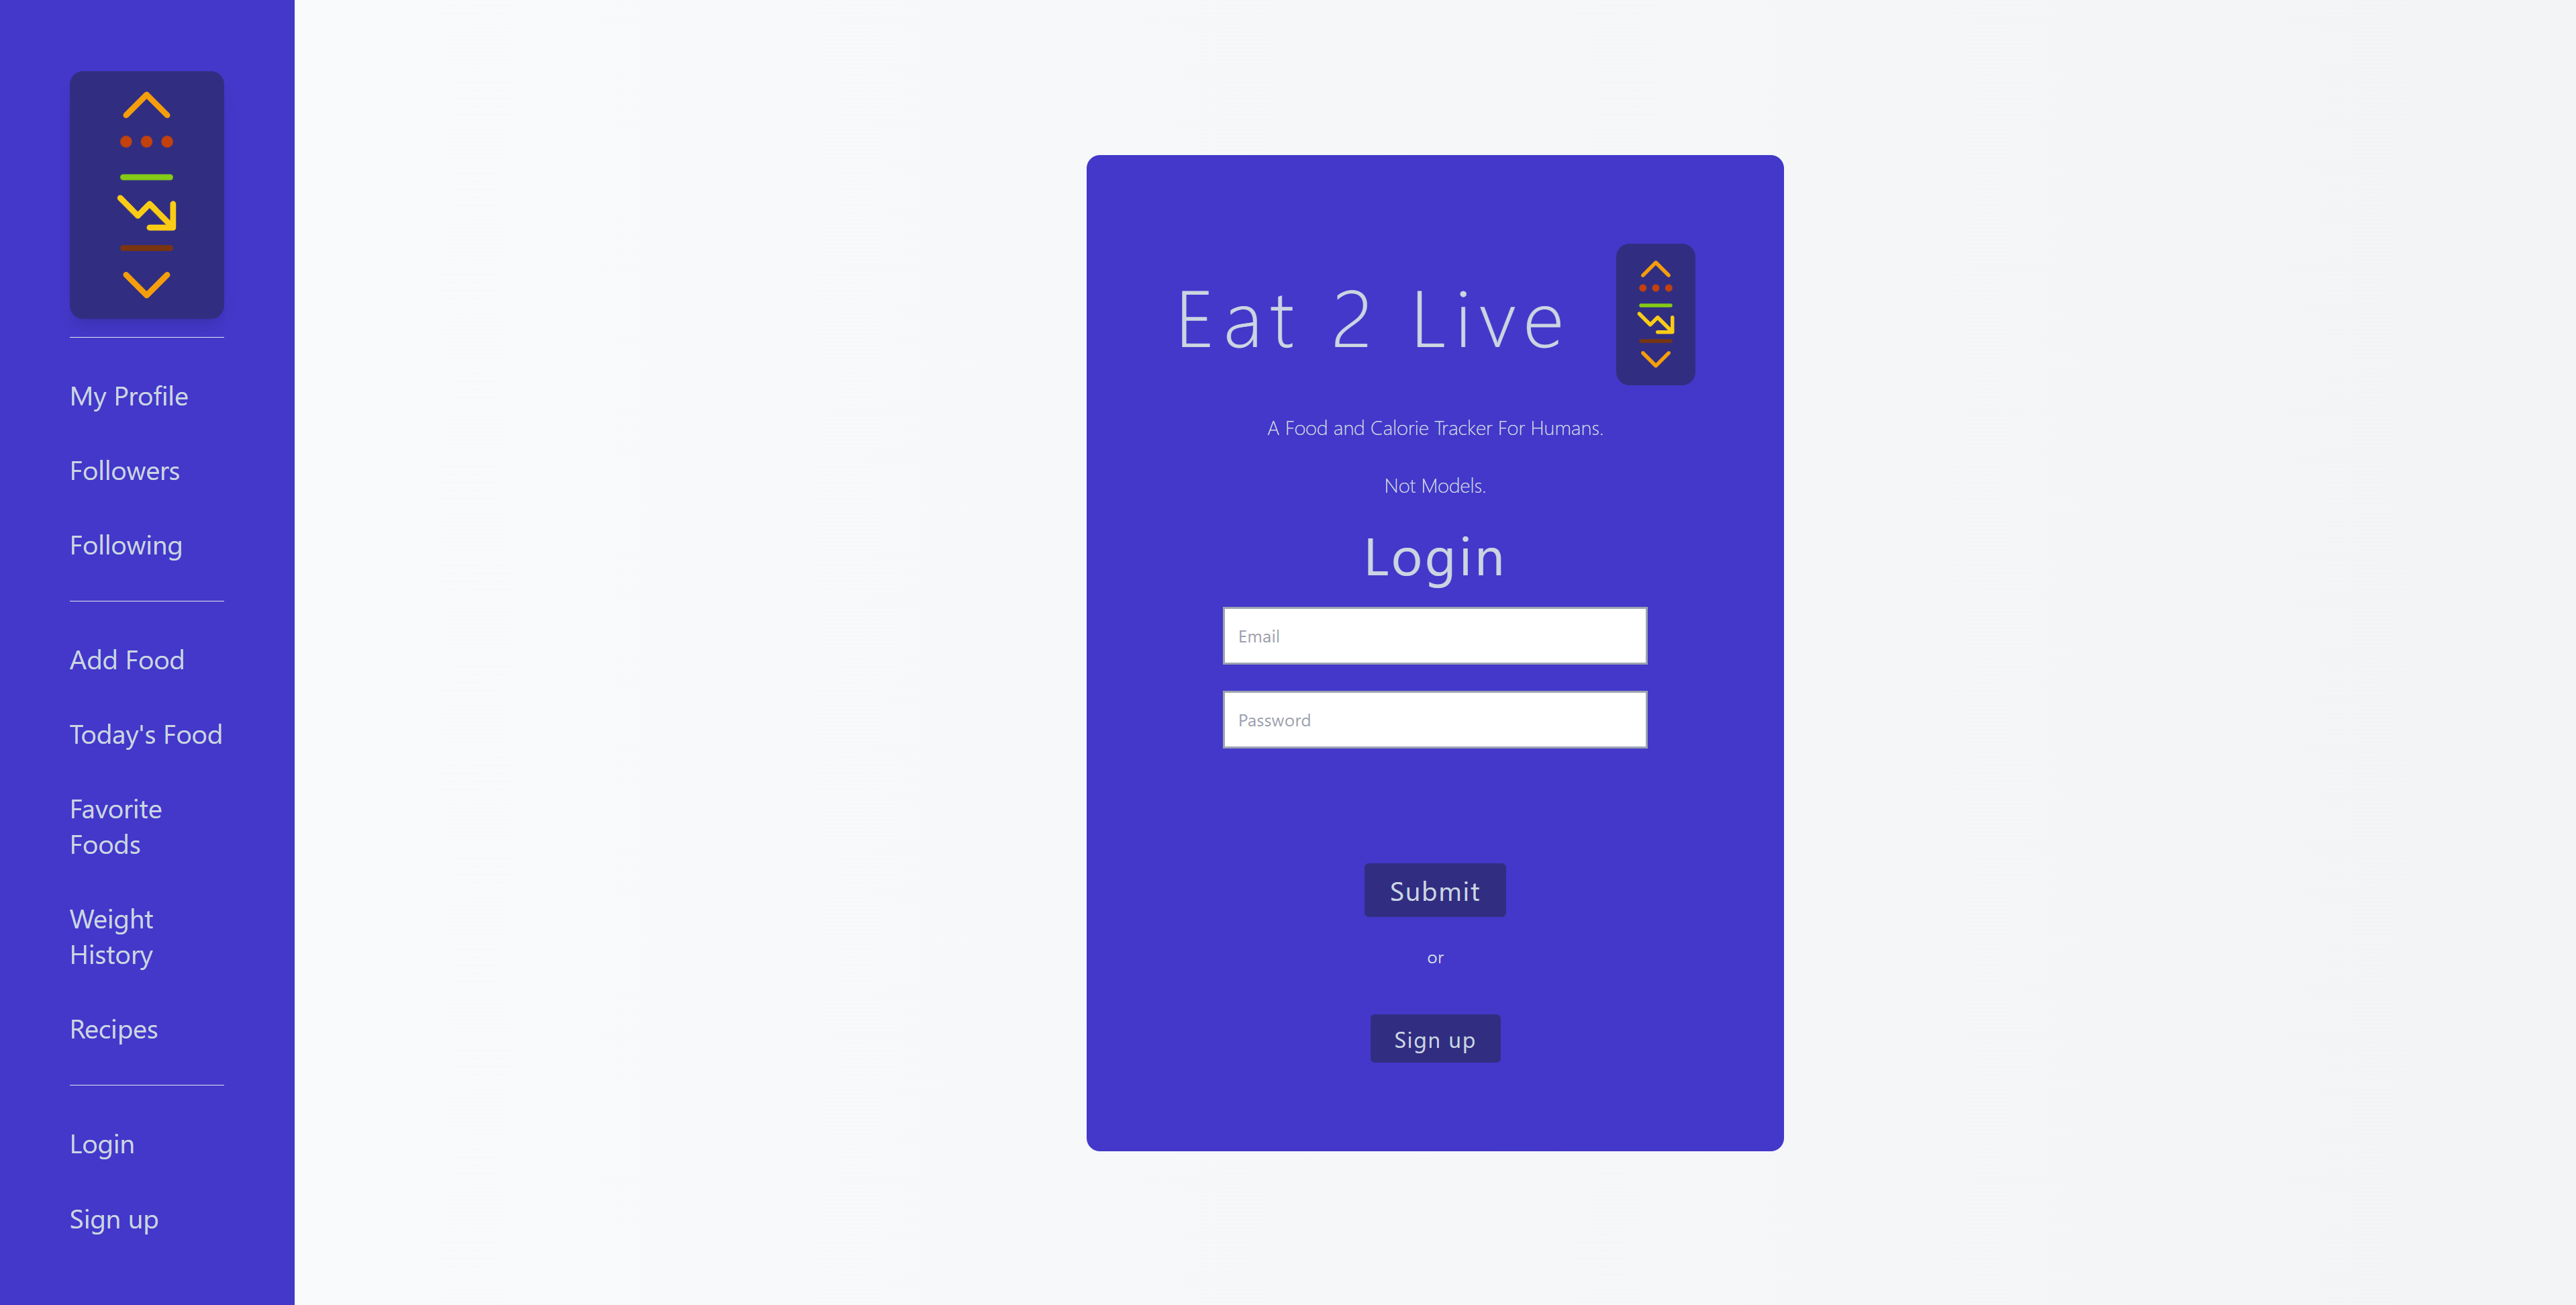 My Profile
Followers
Following
Add Food
Today's Food
Favorite
Foods
Weight
History
Recipes
Login
Sign up
Eat 2 Live
A Food and Calorie Tracker For Humans.
Not Models.
Login
Email
Password
Submit
or
Sign up